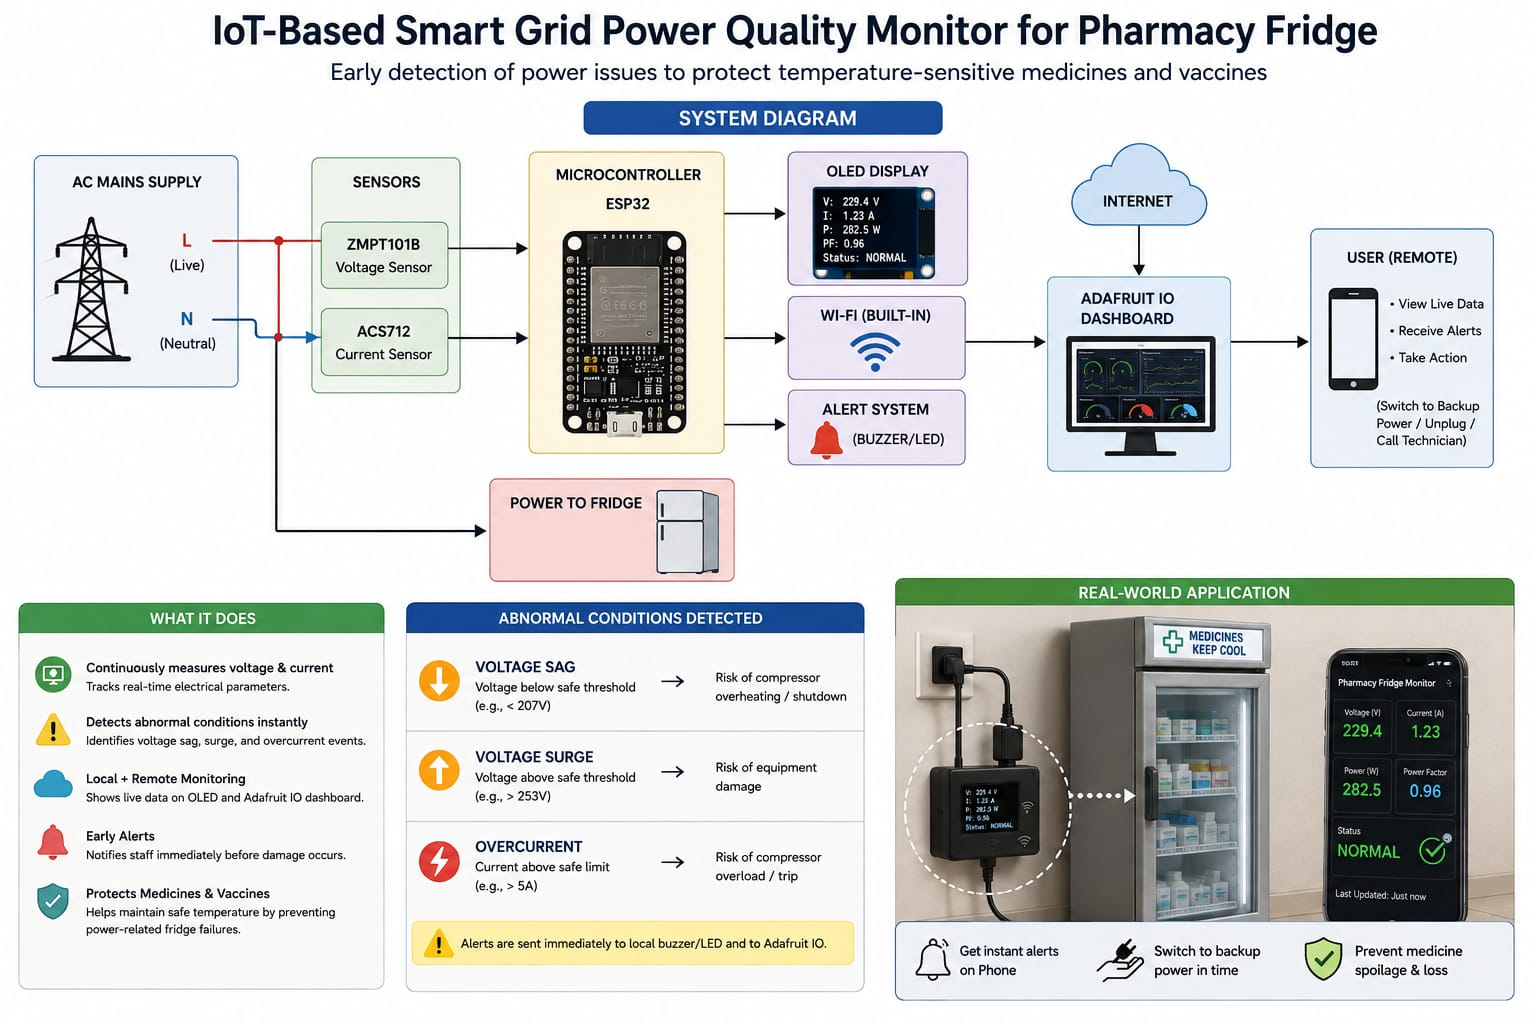 IoT-Based Smart Grid Power Quality Monitor for Pharmacy Fridge
Early detection of power issues to protect temperature-sensitive medicines and vaccines
SYSTEM DIAGRAM
AC MAINS SUPPLY
L
(Live)
N
(Neutral)
SENSORS
ZMPT101B
Voltage Sensor
ACS712
Current Sensor
MICROCONTROLLER
ESP32
OLED DISPLAY
V: 229.4 V
I: 1.23 A
P: 282.5 W
PF: 0.96
Status: NORMAL
WI-FI (BUILT-IN)
ALERT SYSTEM
(BUZZER/LED)
INTERNET
ADAFRUIT IO
DASHBOARD
USER (REMOTE)
• View Live Data
• Receive Alerts
• Take Action
(Switch to Backup
Power / Unplug /
Call Technician)
POWER TO FRIDGE
WHAT IT DOES
Continuously measures voltage & current
Tracks real-time electrical parameters.
Detects abnormal conditions instantly
Identifies voltage sag, surge, and overcurrent events.
Local + Remote Monitoring
Shows live data on OLED and Adafruit IO dashboard.
Early Alerts
Notifies staff immediately before damage occurs.
Protects Medicines & Vaccines
Helps maintain safe temperature by preventing
power-related fridge failures.
ABNORMAL CONDITIONS DETECTED
VOLTAGE SAG
Voltage below safe threshold
(e.g., < 207V)
Risk of compressor
overheating / shutdown
VOLTAGE SURGE
Voltage above safe threshold
(e.g., > 253V)
Risk of equipment
damage
OVERCURRENT
Current above safe limit
(e.g., > 5A)
Risk of compressor
overload / trip
Alerts are sent immediately to local buzzer/LED and to Adafruit IO.
REAL-WORLD APPLICATION
MEDICINES
KEEP COOL
V: 229.4 V
I: 1.23 A
P: 282.5 W
PF: 0.96
Status: NORMAL
Pharmacy Fridge Monitor
Voltage (V)
229.4
Current (A)
1.23
Power (W)
282.5
Power Factor
0.96
Status
NORMAL
Last Updated: Just now
Get instant alerts
on Phone
Switch to backup
power in time
Prevent medicine
spoilage & loss